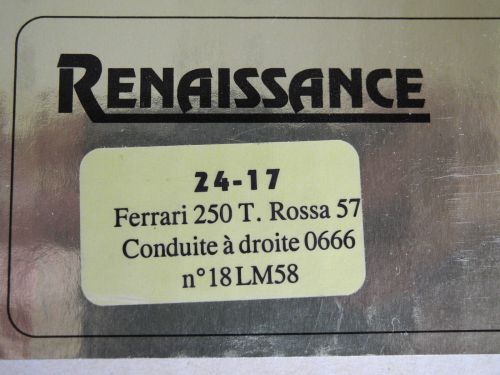 RENAISSANCE
24-17
Ferrari 250 T. Rossa 57
Conduite à droite 0666
n°18 LM58